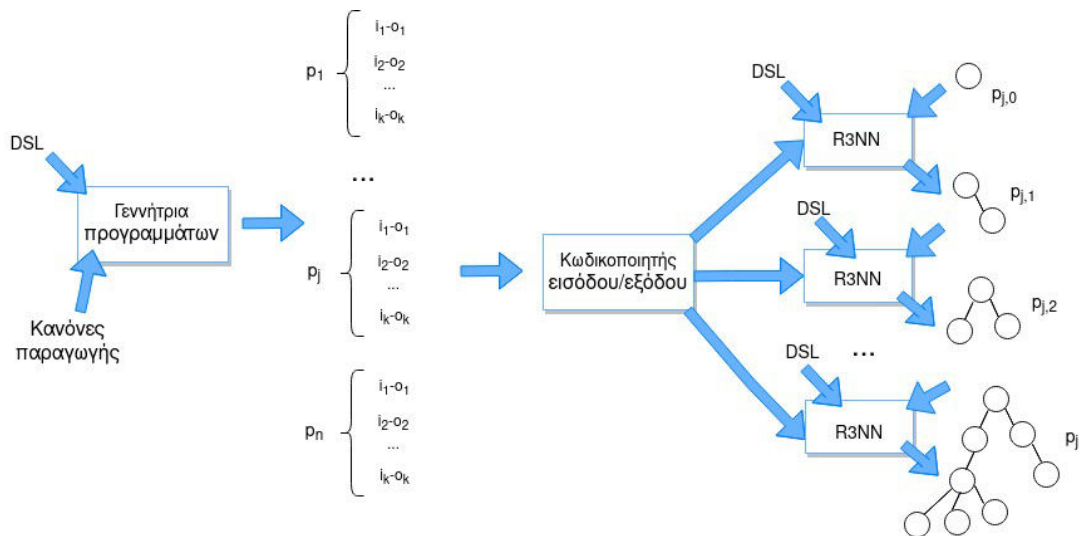 DSL
Γεννήτρια
προγραμμάτων
Κανόνες
παραγωγής
p1
i1-o1
i2-o2
...
ik-ok
...
pj
i1-o1
i2-o2
...
ik-ok
pn
i1-o1
i2-o2
...
ik-ok
Κωδικοποιητής
εισόδου/εξόδου
DSL
R3NN
pj,0
pj,1
DSL
R3NN
pj,2
...
DSL
R3NN
pj